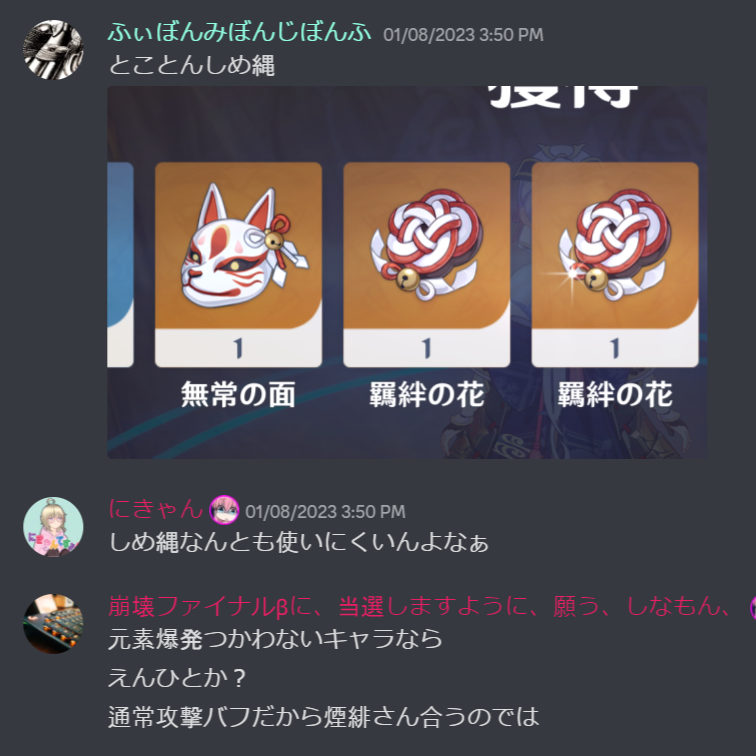 ふぃぼんみぼんじぼんふ 01/08/2023 3:50 PM
とことんしめ縄
獲得
1 1 1
無常の面 羈絆の花 羈絆の花
にきゃん 01/08/2023 3:50 PM
しめ縄なんとも使いにくいんよなぁ
崩壊ファイナルβに、当選しますように、願う、しなもん、
元素爆発つかわないキャラなら
えんひとか？
通常攻撃バフだから煙緋さん合うのでは